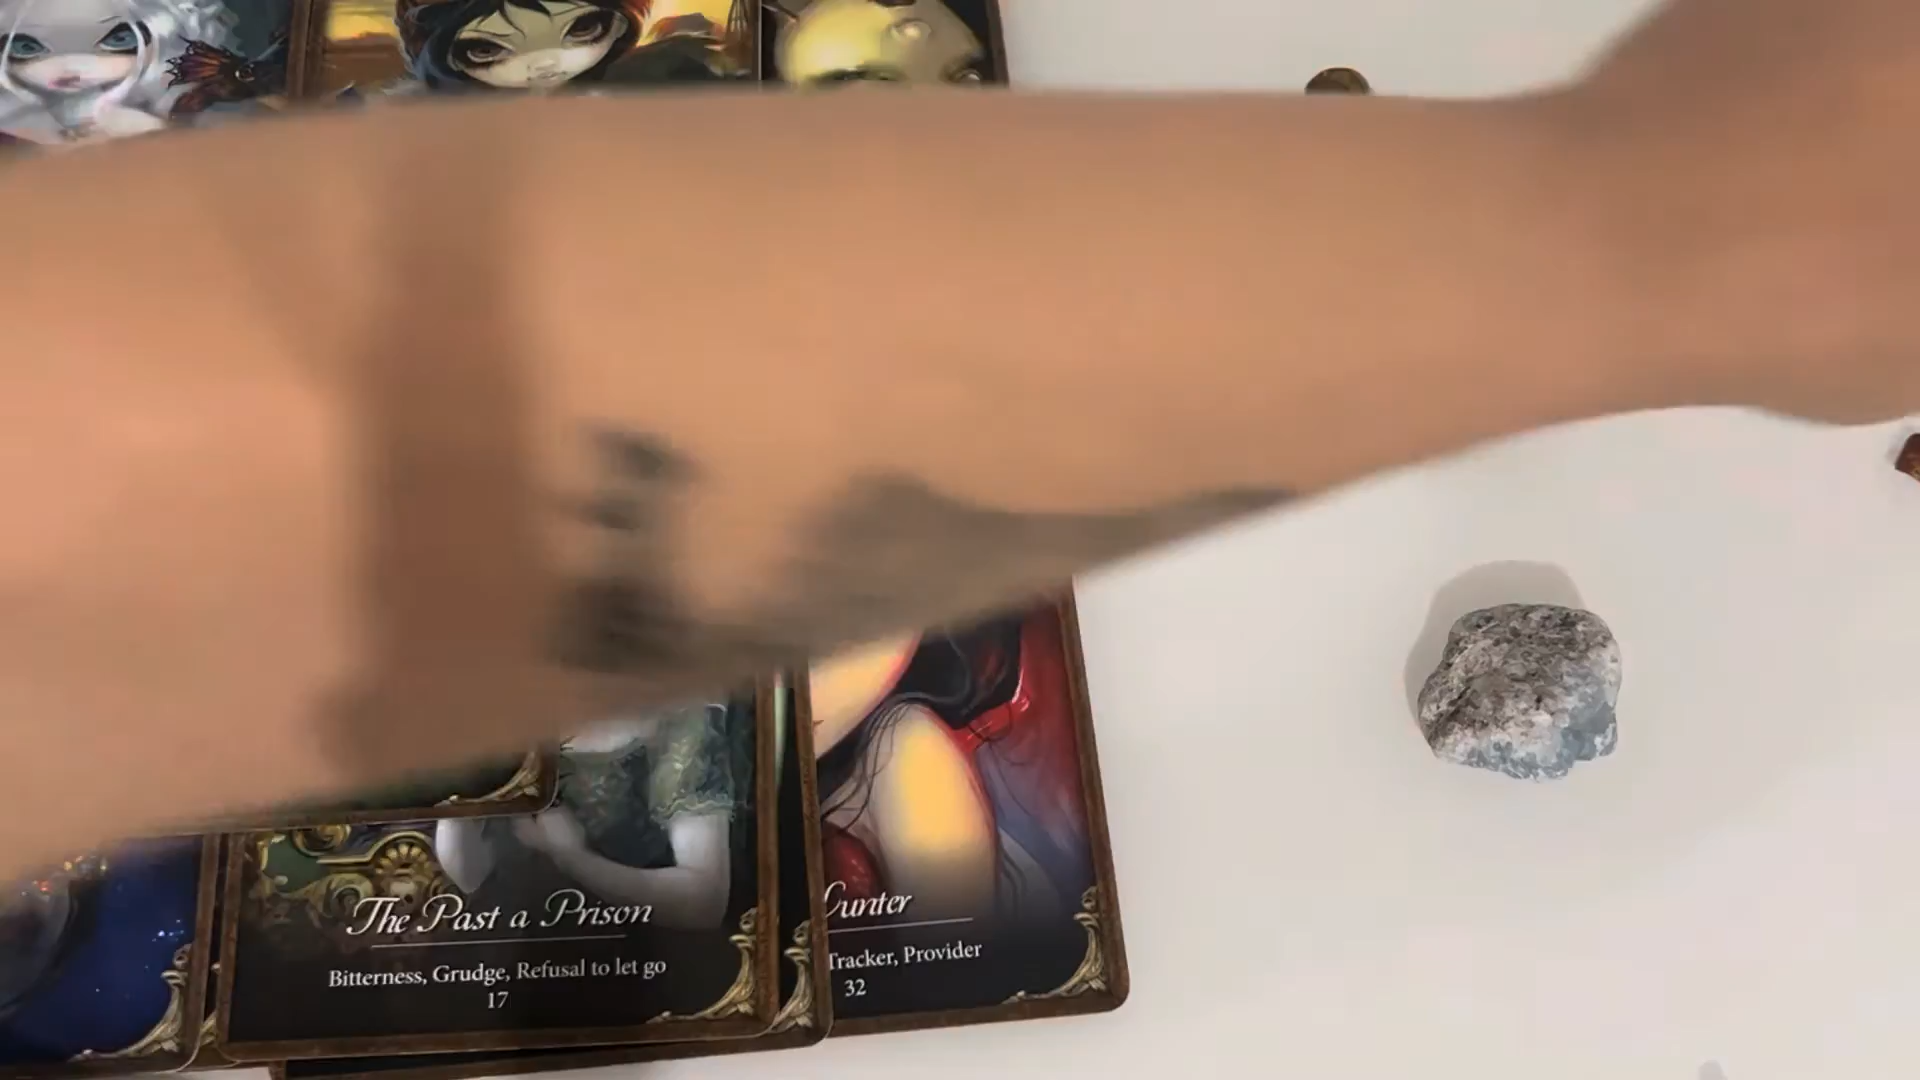 The Past a Prison
Bitterness, Grudge, Refusal to let go
17
unter
Tracker, Provider
32